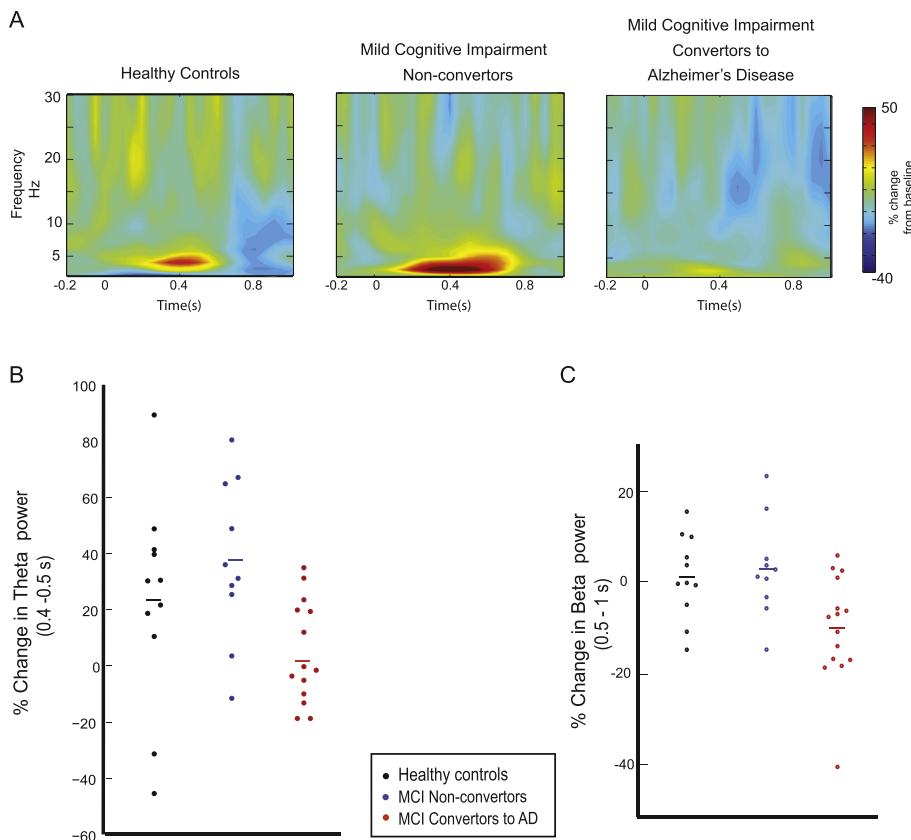 A
Healthy Controls
Mild Cognitive Impairment
Non-convertors
Mild Cognitive Impairment
Convertors to
Alzheimer's Disease
Frequency
Hz
30
20
10
5
-0.2 0 0.4 0.8
Time(s)
-0.2 0 0.4 0.8
Time(s)
-0.2 0 0.4 0.8
Time(s)
50
% change
from baseline
-40
B
% Change in Theta power
(0.4 -0.5 s)
100
80
60
40
20
0
−20
−40
−60
Healthy controls
MCI Non-convertors
MCI Convertors to AD
C
% Change in Beta power
(0.5 - 1 s)
20
0
-20
-40